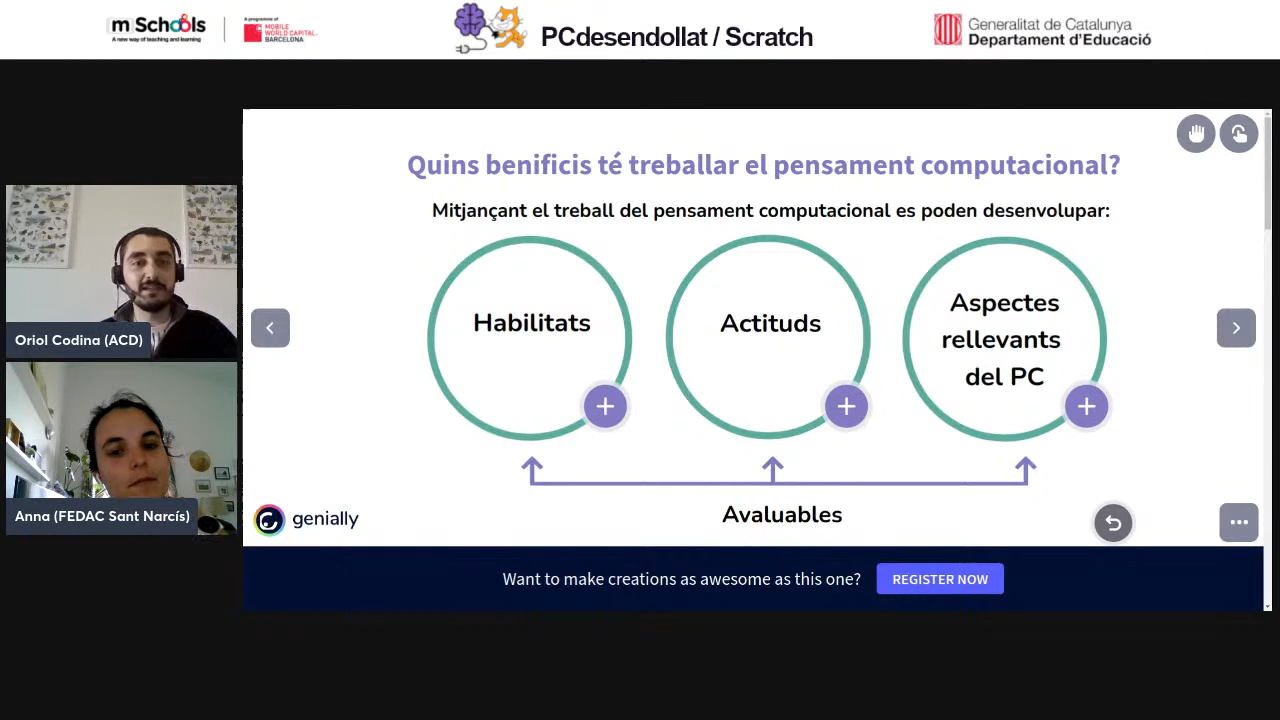 mSchools
A new way of teaching and learning
A programme of
MOBILE
WORLD CAPITAL
BARCELONA
PCdesendollat / Scratch
Generalitat de Catalunya
Departament d'Educació
Quins benificis té treballar el pensament computacional?
Mitjançant el treball del pensament computacional es poden desenvolupar:
Habilitats
Actituds
Aspectes
rellevants
del PC
Avaluables
Oriol Codina (ACD)
Anna (FEDAC Sant Narcís)
genially
Want to make creations as awesome as this one?
REGISTER NOW